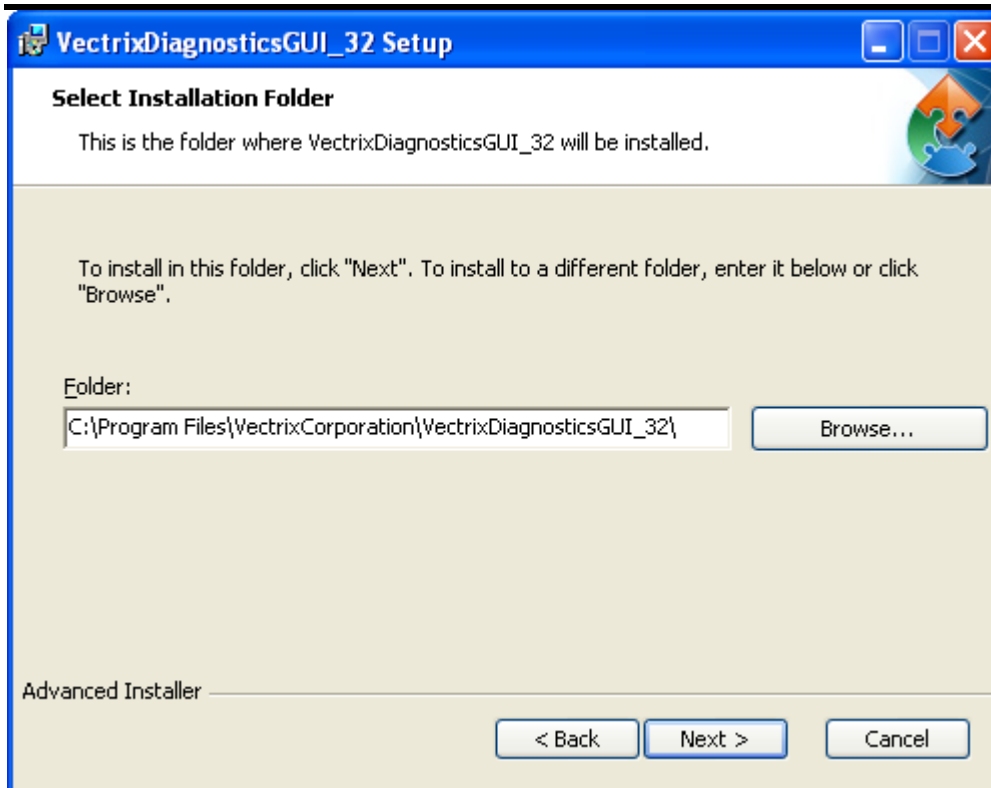 VectrixDiagnosticsGUI_32 Setup
Select Installation Folder
This is the folder where VectrixDiagnosticsGUI_32 will be installed.
To install in this folder, click "Next". To install to a different folder, enter it below or click
"Browse".
Folder:
C:\Program Files\VectrixCorporation\VectrixDiagnosticsGUI_32\
Browse...
Advanced Installer
< Back
Next >
Cancel